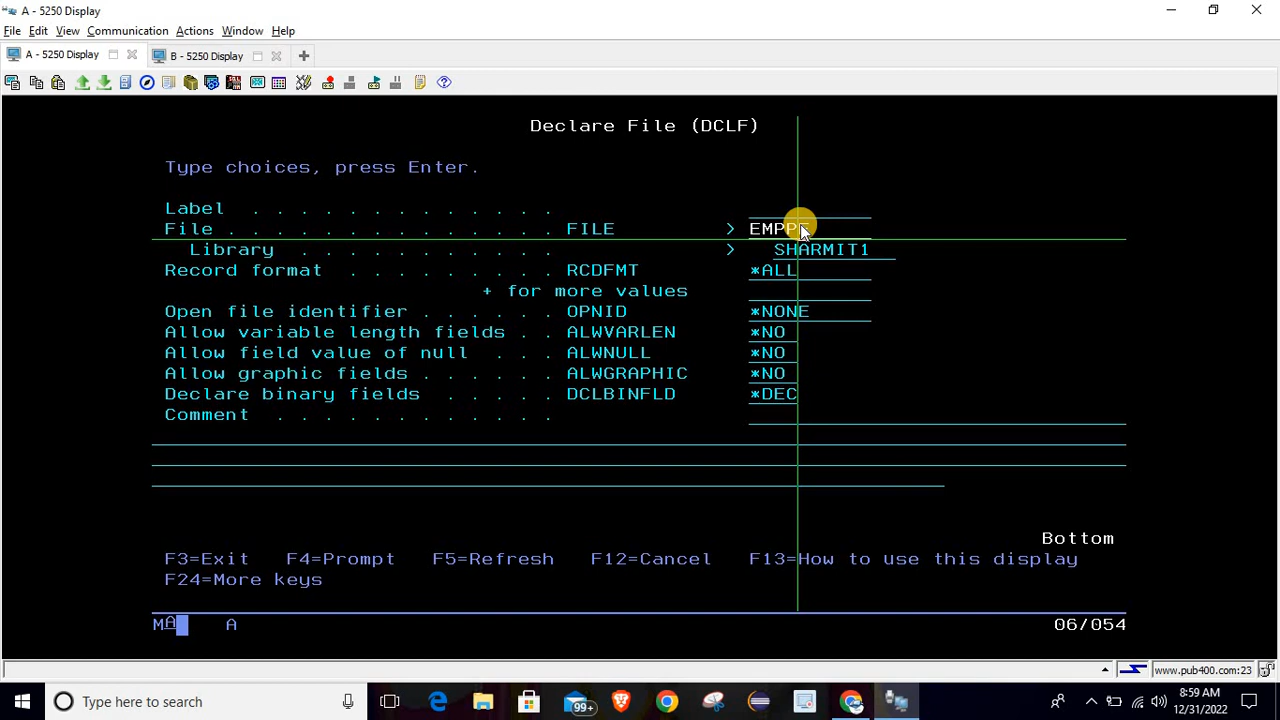 A - 5250 Display
File Edit View Communication Actions Window Help
A - 5250 Display B - 5250 Display
Declare File (DCLF)
Type choices, press Enter.
Label . . . . . . . . . . . . .
File . . . . . . . . . . . . . . FILE > EMPPF
Library . . . . . . . . . . . > SHARMIT1
Record format . . . . . . . . . RCDFMT *ALL
+ for more values
Open file identifier . . . . . . OPNID *NONE
Allow variable length fields . . ALWVARLEN *NO
Allow field value of null . . . ALWNULL *NO
Allow graphic fields . . . . . . ALWGRAPHIC *NO
Declare binary fields . . . . . DCLBINFLD *DEC
Comment . . . . . . . . . . . .
Bottom
F3=Exit F4=Prompt F5=Refresh F12=Cancel F13=How to use this display
F24=More keys
MA A 06/054
www.pub400.com:23
Type here to search 99+ 8:59 AM
12/31/2022